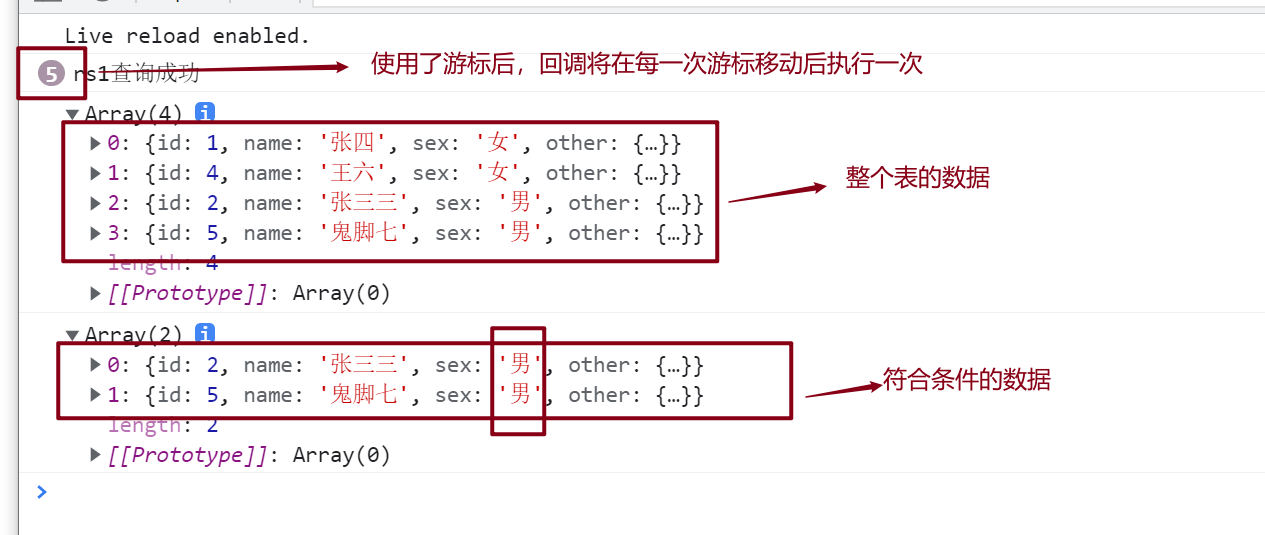 Live reload enabled.
5 rs1查询成功 使用了游标后，回调将在每一次游标移动后执行一次
▼Array(4) i
▶0: {id: 1, name: '张四', sex: '女', other: {…}}
▶1: {id: 4, name: '王六', sex: '女', other: {…}} 整个表的数据
▶2: {id: 2, name: '张三三', sex: '男', other: {…}}
▶3: {id: 5, name: '鬼脚七', sex: '男', other: {…}}
length: 4
▶[[Prototype]]: Array(0)
▼Array(2) i
▶0: {id: 2, name: '张三三', sex: '男', other: {…}}
▶1: {id: 5, name: '鬼脚七', sex: '男', other: {…}} 符合条件的数据
length: 2
▶[[Prototype]]: Array(0)
>